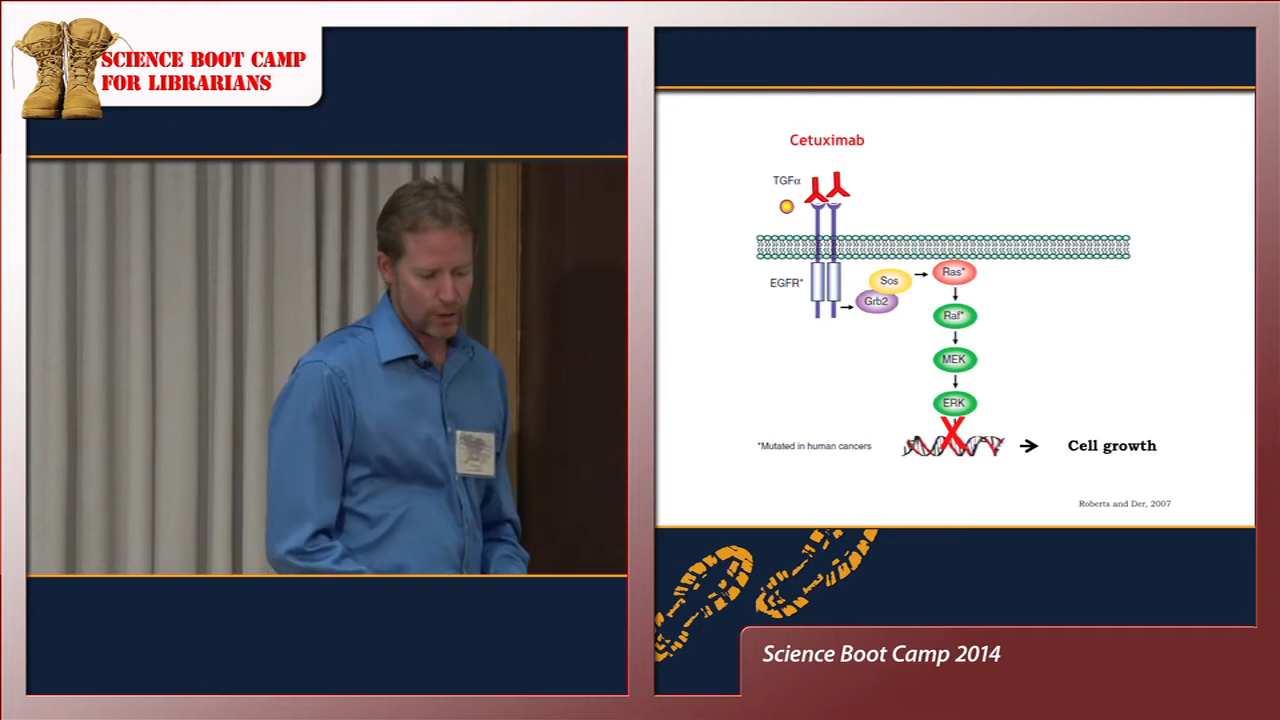 SCIENCE BOOT CAMP
FOR LIBRARIANS
Cetuximab
TGFα
EGFR*
Sos
Grb2
Ras*
Raf*
MEK
ERK
*Mutated in human cancers
Cell growth
Roberts and Der, 2007
Science Boot Camp 2014